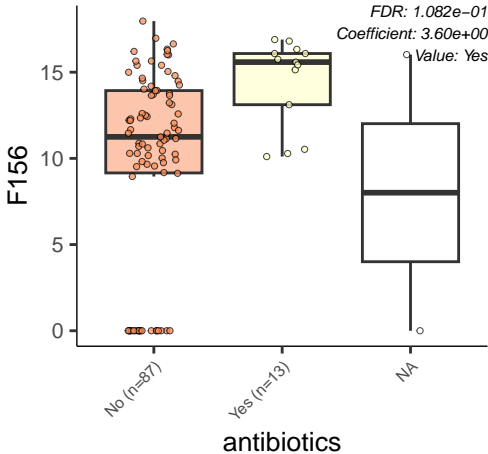 FDR: 1.082e−01
Coefficient: 3.60e+00
Value: Yes
15
10
5
0
F156
No (n=87)
Yes (n=13)
NA
antibiotics